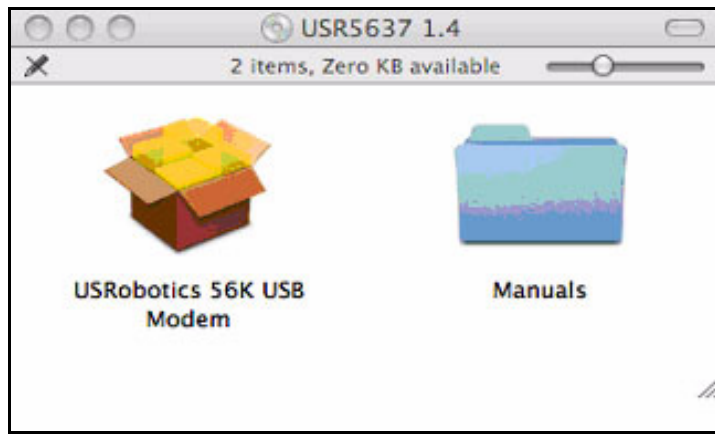 USR5637 1.4
2 items, Zero KB available
USRobotics 56K USB
Modem
Manuals